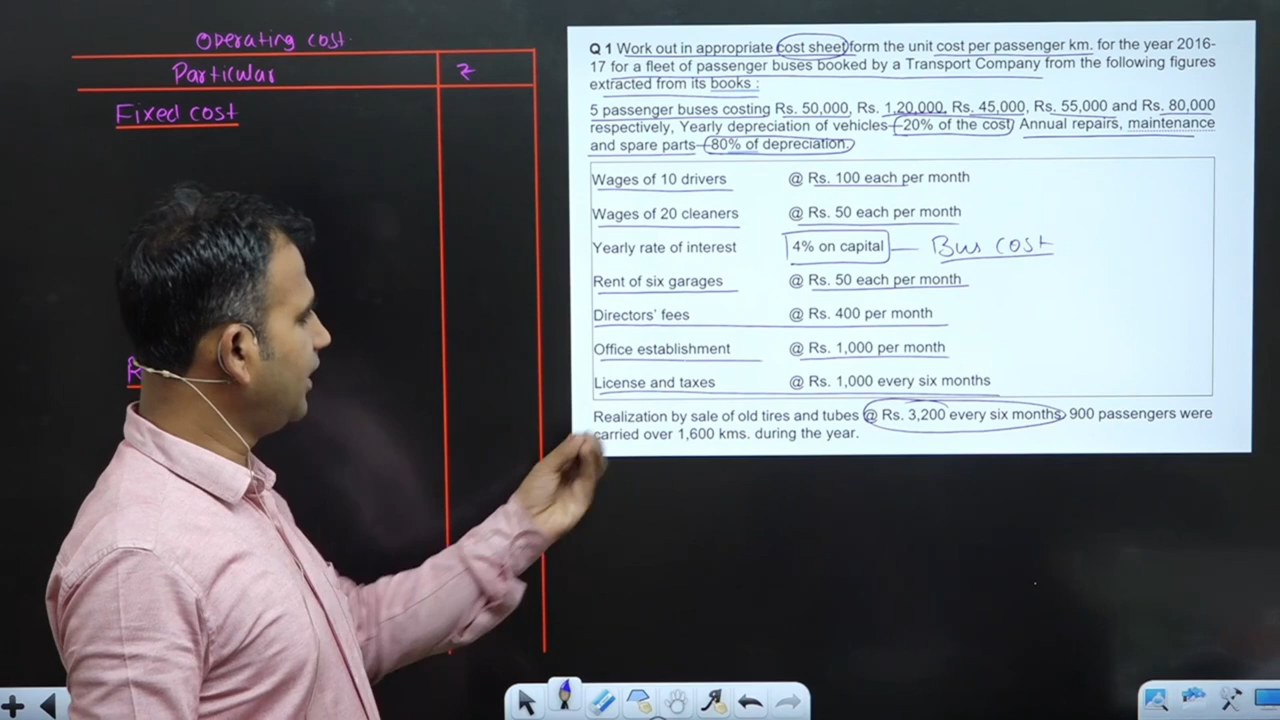 Operating cost.
Particular ₹
Fixed cost
Q 1 Work out in appropriate cost sheet form the unit cost per passenger km. for the year 2016-
17 for a fleet of passenger buses booked by a Transport Company from the following figures
extracted from its books :
5 passenger buses costing Rs. 50,000, Rs. 1,20,000, Rs. 45,000, Rs. 55,000 and Rs. 80,000
respectively, Yearly depreciation of vehicles–20% of the cost, Annual repairs, maintenance
and spare parts–80% of depreciation.
Wages of 10 drivers @ Rs. 100 each per month
Wages of 20 cleaners @ Rs. 50 each per month
Yearly rate of interest 4% on capital — Bus cost
Rent of six garages @ Rs. 50 each per month
Directors' fees @ Rs. 400 per month
Office establishment @ Rs. 1,000 per month
License and taxes @ Rs. 1,000 every six months
Realization by sale of old tires and tubes @ Rs. 3,200 every six months, 900 passengers were
carried over 1,600 kms. during the year.